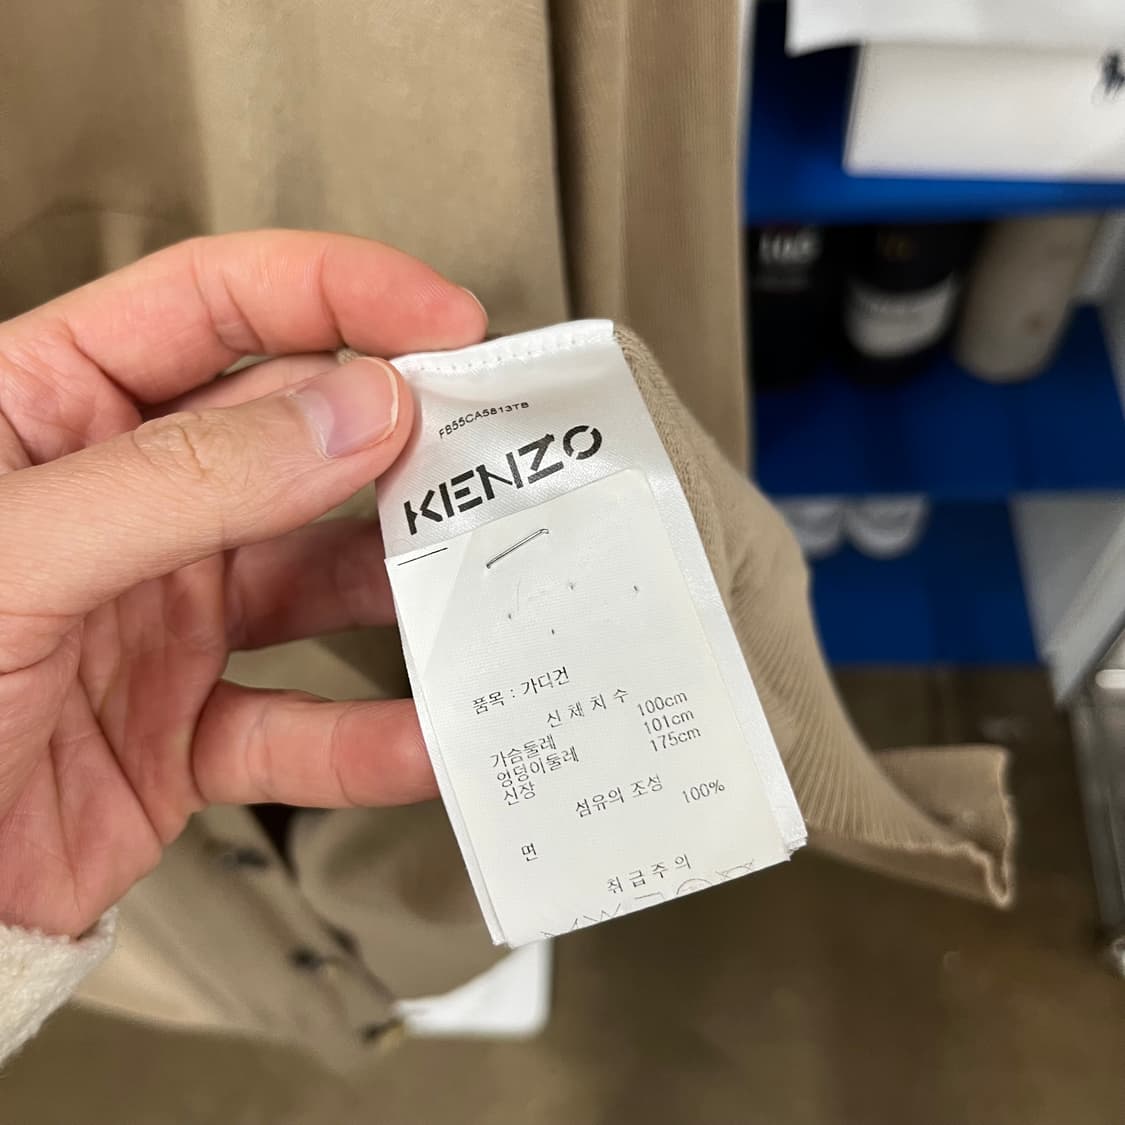 FB55CA5813TB
KENZO
품목 : 가디건
신 체 치 수
가슴둘레 100cm
엉덩이둘레 101cm
신장 175cm
섬유의 조성
면 100%
취 급 주 의